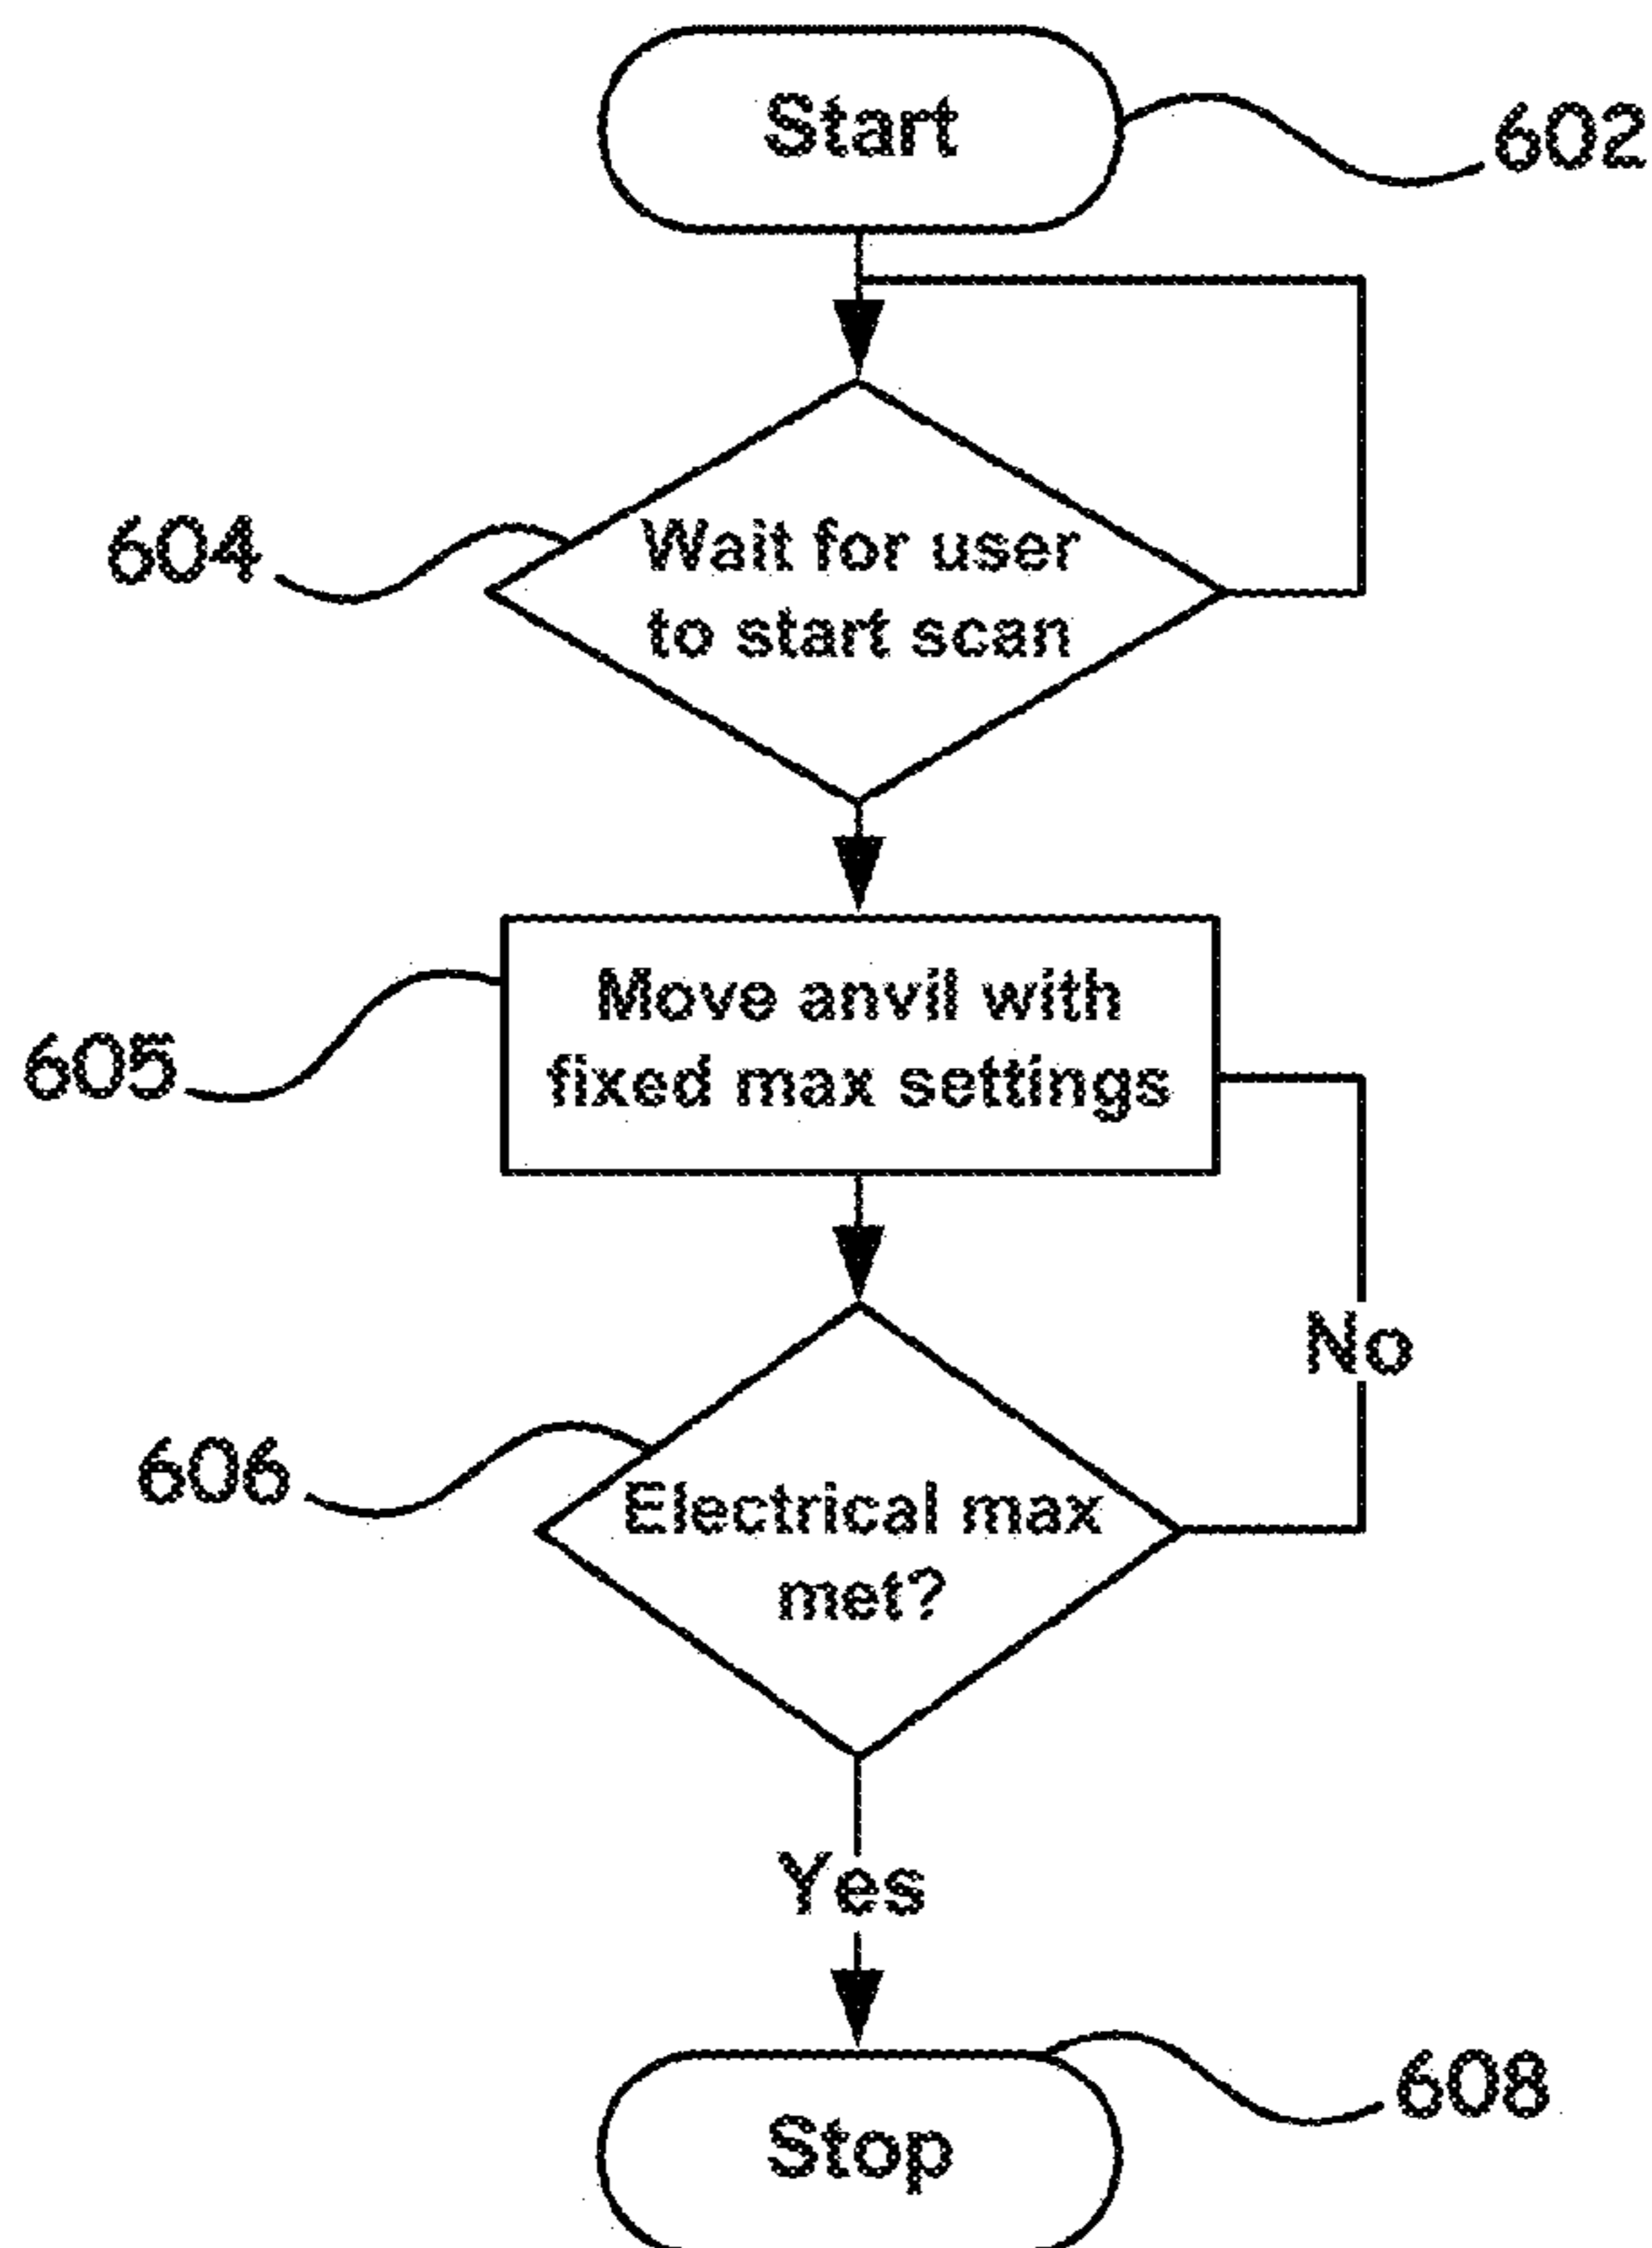 Start
602
604
Wait for user
to start scan
605
Move anvil with
fixed max settings
No
606
Electrical max
met?
Yes
608
Stop